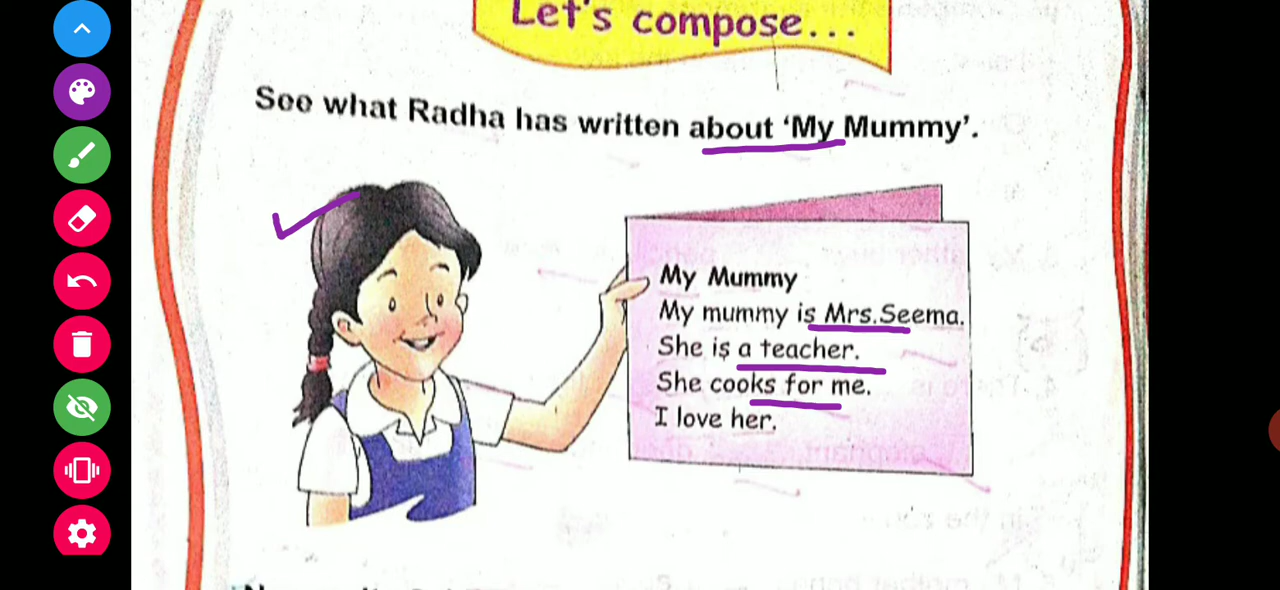 Let's compose...
See what Radha has written about 'My Mummy'.
My Mummy
My mummy is Mrs.Seema.
She is a teacher.
She cooks for me.
I love her.